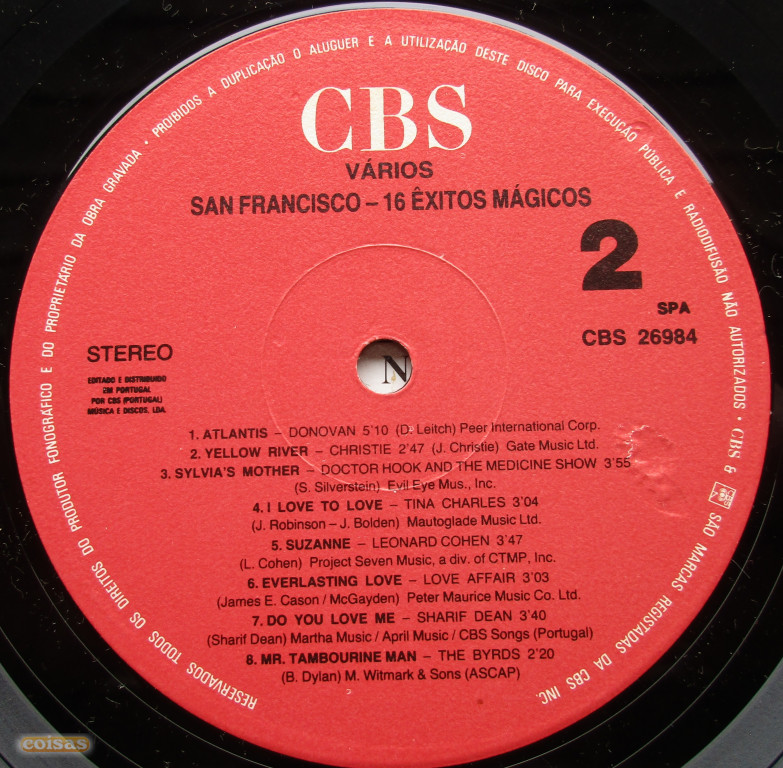 RESERVADOS TODOS OS DIREITOS DO PRODUTOR FONOGRÁFICO E DO PROPRIETÁRIO DA OBRA GRAVADA • PROIBIDOS A DUPLICAÇÃO O ALUGUER E A UTILIZAÇÃO DESTE DISCO PARA EXECUÇÃO PÚBLICA E RADIODIFUSÃO NÃO AUTORIZADOS • CBS & SÃO MARCAS REGISTADAS DA CBS INC.
CBS
VÁRIOS
SAN FRANCISCO – 16 ÊXITOS MÁGICOS
2
SPA
CBS 26984
STEREO
EDITADO E DISTRIBUIDO
EM PORTUGAL
POR CBS (PORTUGAL)
MÚSICA E DISCOS, LDA.
N
1. ATLANTIS – DONOVAN 5'10 (D. Leitch) Peer International Corp.
2. YELLOW RIVER – CHRISTIE 2'47 (J. Christie) Gate Music Ltd.
3. SYLVIA'S MOTHER – DOCTOR HOOK AND THE MEDICINE SHOW 3'55
(S. Silverstein) Evil Eye Mus., Inc.
4. I LOVE TO LOVE – TINA CHARLES 3'04
(J. Robinson – J. Bolden) Mautoglade Music Ltd.
5. SUZANNE – LEONARD COHEN 3'47
(L. Cohen) Project Seven Music, a div. of CTMP, Inc.
6. EVERLASTING LOVE – LOVE AFFAIR 3'03
(James E. Cason / McGayden) Peter Maurice Music Co. Ltd.
7. DO YOU LOVE ME – SHARIF DEAN 3'40
(Sharif Dean) Martha Music / April Music / CBS Songs (Portugal)
8. MR. TAMBOURINE MAN – THE BYRDS 2'20
(B. Dylan) M. Witmark & Sons (ASCAP)
coisas